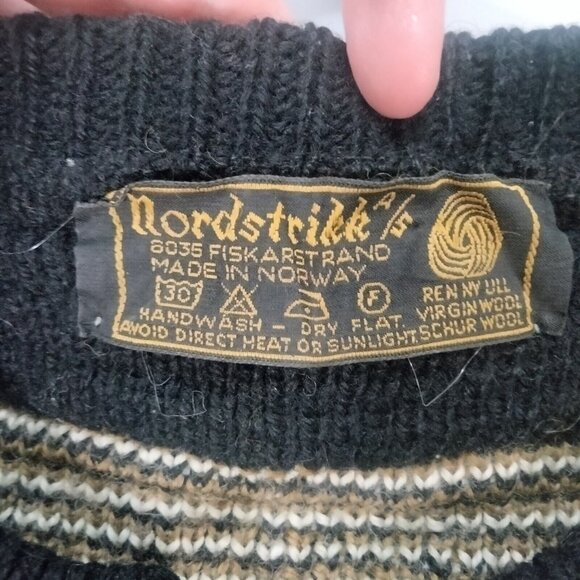 Nordstrikk A/S
6035 FISKARSTRAND
MADE IN NORWAY
30 A F
HANDWASH - DRY FLAT.
AVOID DIRECT HEAT OR SUNLIGHT.
REN NY ULL
VIRGIN WOOL
SCHUR WOOL